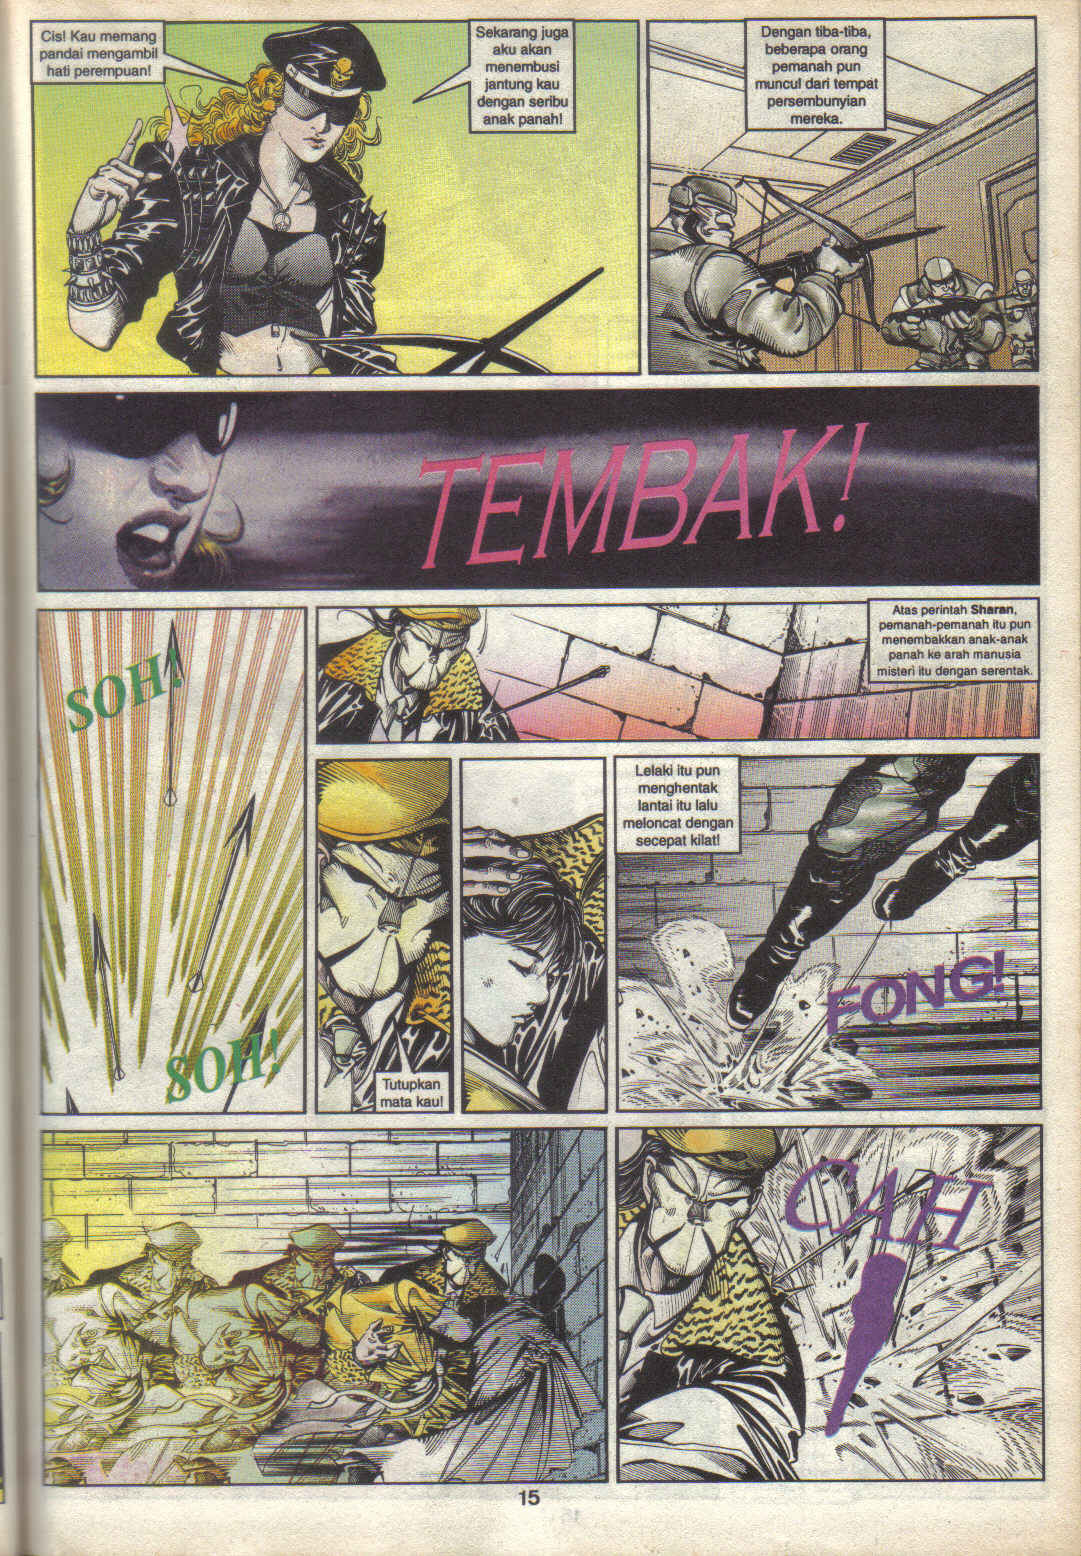 Cis! Kau memang
pandai mengambil
hati perempuan!
Sekarang juga
aku akan
menembusi
jantung kau
dengan seribu
anak panah!
Dengan tiba-tiba,
beberapa orang
pemanah pun
muncul dari tempat
persembunyian
mereka.
TEMBAK!
SOH!
SOH!
Atas perintah Sharan,
pemanah-pemanah itu pun
menembakkan anak-anak
panah ke arah manusia
misteri itu dengan serentak.
Tutupkan
mata kau!
Lelaki itu pun
menghentak
lantai itu lalu
meloncat dengan
secepat kilat!
FONG!
CAH
15